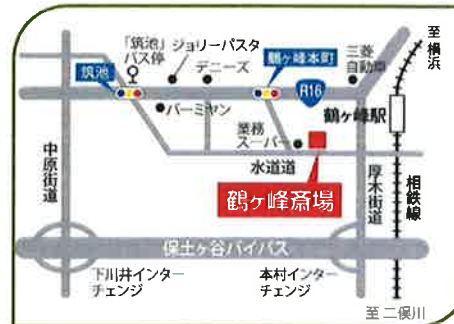 至 横浜
「筑池」
バス停
ジョリーパスタ
デニーズ
鶴ヶ峰本町
三菱
自動車
筑池
R16
鶴ヶ峰駅
バーミヤン
業務
スーパー
水道道
中原街道
鶴ケ峰斎場
厚木街道
相鉄線
保土ヶ谷バイパス
下川井インター
チェンジ
本村インター
チェンジ
至 二俣川